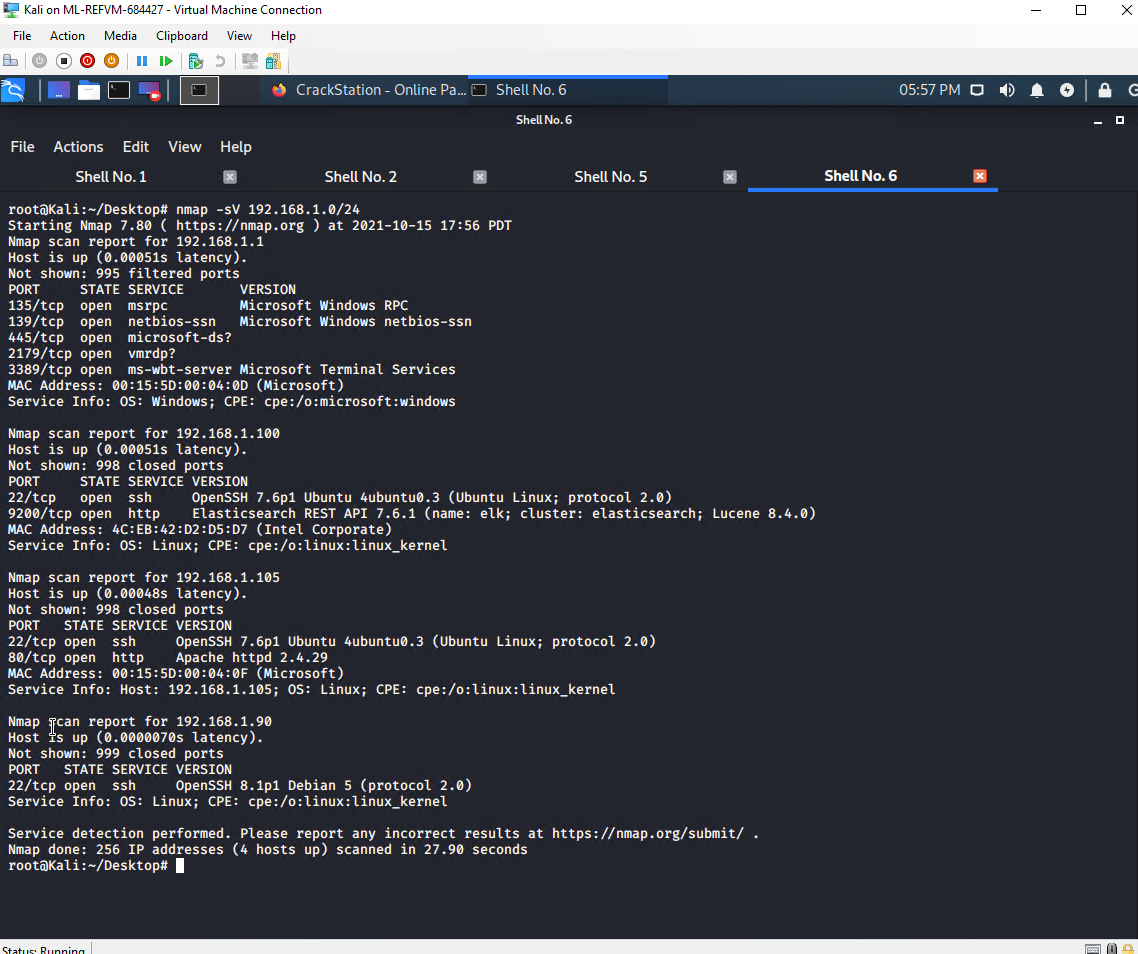 Kali on ML-REFVM-684427 - Virtual Machine Connection
File Action Media Clipboard View Help
CrackStation - Online Pa... Shell No. 6 05:57 PM
Shell No. 6
File Actions Edit View Help
Shell No. 1 Shell No. 2 Shell No. 5 Shell No. 6
root@Kali:~/Desktop# nmap -sV 192.168.1.0/24
Starting Nmap 7.80 ( https://nmap.org ) at 2021-10-15 17:56 PDT
Nmap scan report for 192.168.1.1
Host is up (0.00051s latency).
Not shown: 995 filtered ports
PORT STATE SERVICE VERSION
135/tcp open msrpc Microsoft Windows RPC
139/tcp open netbios-ssn Microsoft Windows netbios-ssn
445/tcp open microsoft-ds?
2179/tcp open vmrdp?
3389/tcp open ms-wbt-server Microsoft Terminal Services
MAC Address: 00:15:5D:00:04:0D (Microsoft)
Service Info: OS: Windows; CPE: cpe:/o:microsoft:windows
Nmap scan report for 192.168.1.100
Host is up (0.00051s latency).
Not shown: 998 closed ports
PORT STATE SERVICE VERSION
22/tcp open ssh OpenSSH 7.6p1 Ubuntu 4ubuntu0.3 (Ubuntu Linux; protocol 2.0)
9200/tcp open http Elasticsearch REST API 7.6.1 (name: elk; cluster: elasticsearch; Lucene 8.4.0)
MAC Address: 4C:EB:42:D2:D5:D7 (Intel Corporate)
Service Info: OS: Linux; CPE: cpe:/o:linux:linux_kernel
Nmap scan report for 192.168.1.105
Host is up (0.00048s latency).
Not shown: 998 closed ports
PORT STATE SERVICE VERSION
22/tcp open ssh OpenSSH 7.6p1 Ubuntu 4ubuntu0.3 (Ubuntu Linux; protocol 2.0)
80/tcp open http Apache httpd 2.4.29
MAC Address: 00:15:5D:00:04:0F (Microsoft)
Service Info: Host: 192.168.1.105; OS: Linux; CPE: cpe:/o:linux:linux_kernel
Nmap scan report for 192.168.1.90
Host is up (0.0000070s latency).
Not shown: 999 closed ports
PORT STATE SERVICE VERSION
22/tcp open ssh OpenSSH 8.1p1 Debian 5 (protocol 2.0)
Service Info: OS: Linux; CPE: cpe:/o:linux:linux_kernel
Service detection performed. Please report any incorrect results at https://nmap.org/submit/ .
Nmap done: 256 IP addresses (4 hosts up) scanned in 27.90 seconds
root@Kali:~/Desktop#
Status: Running